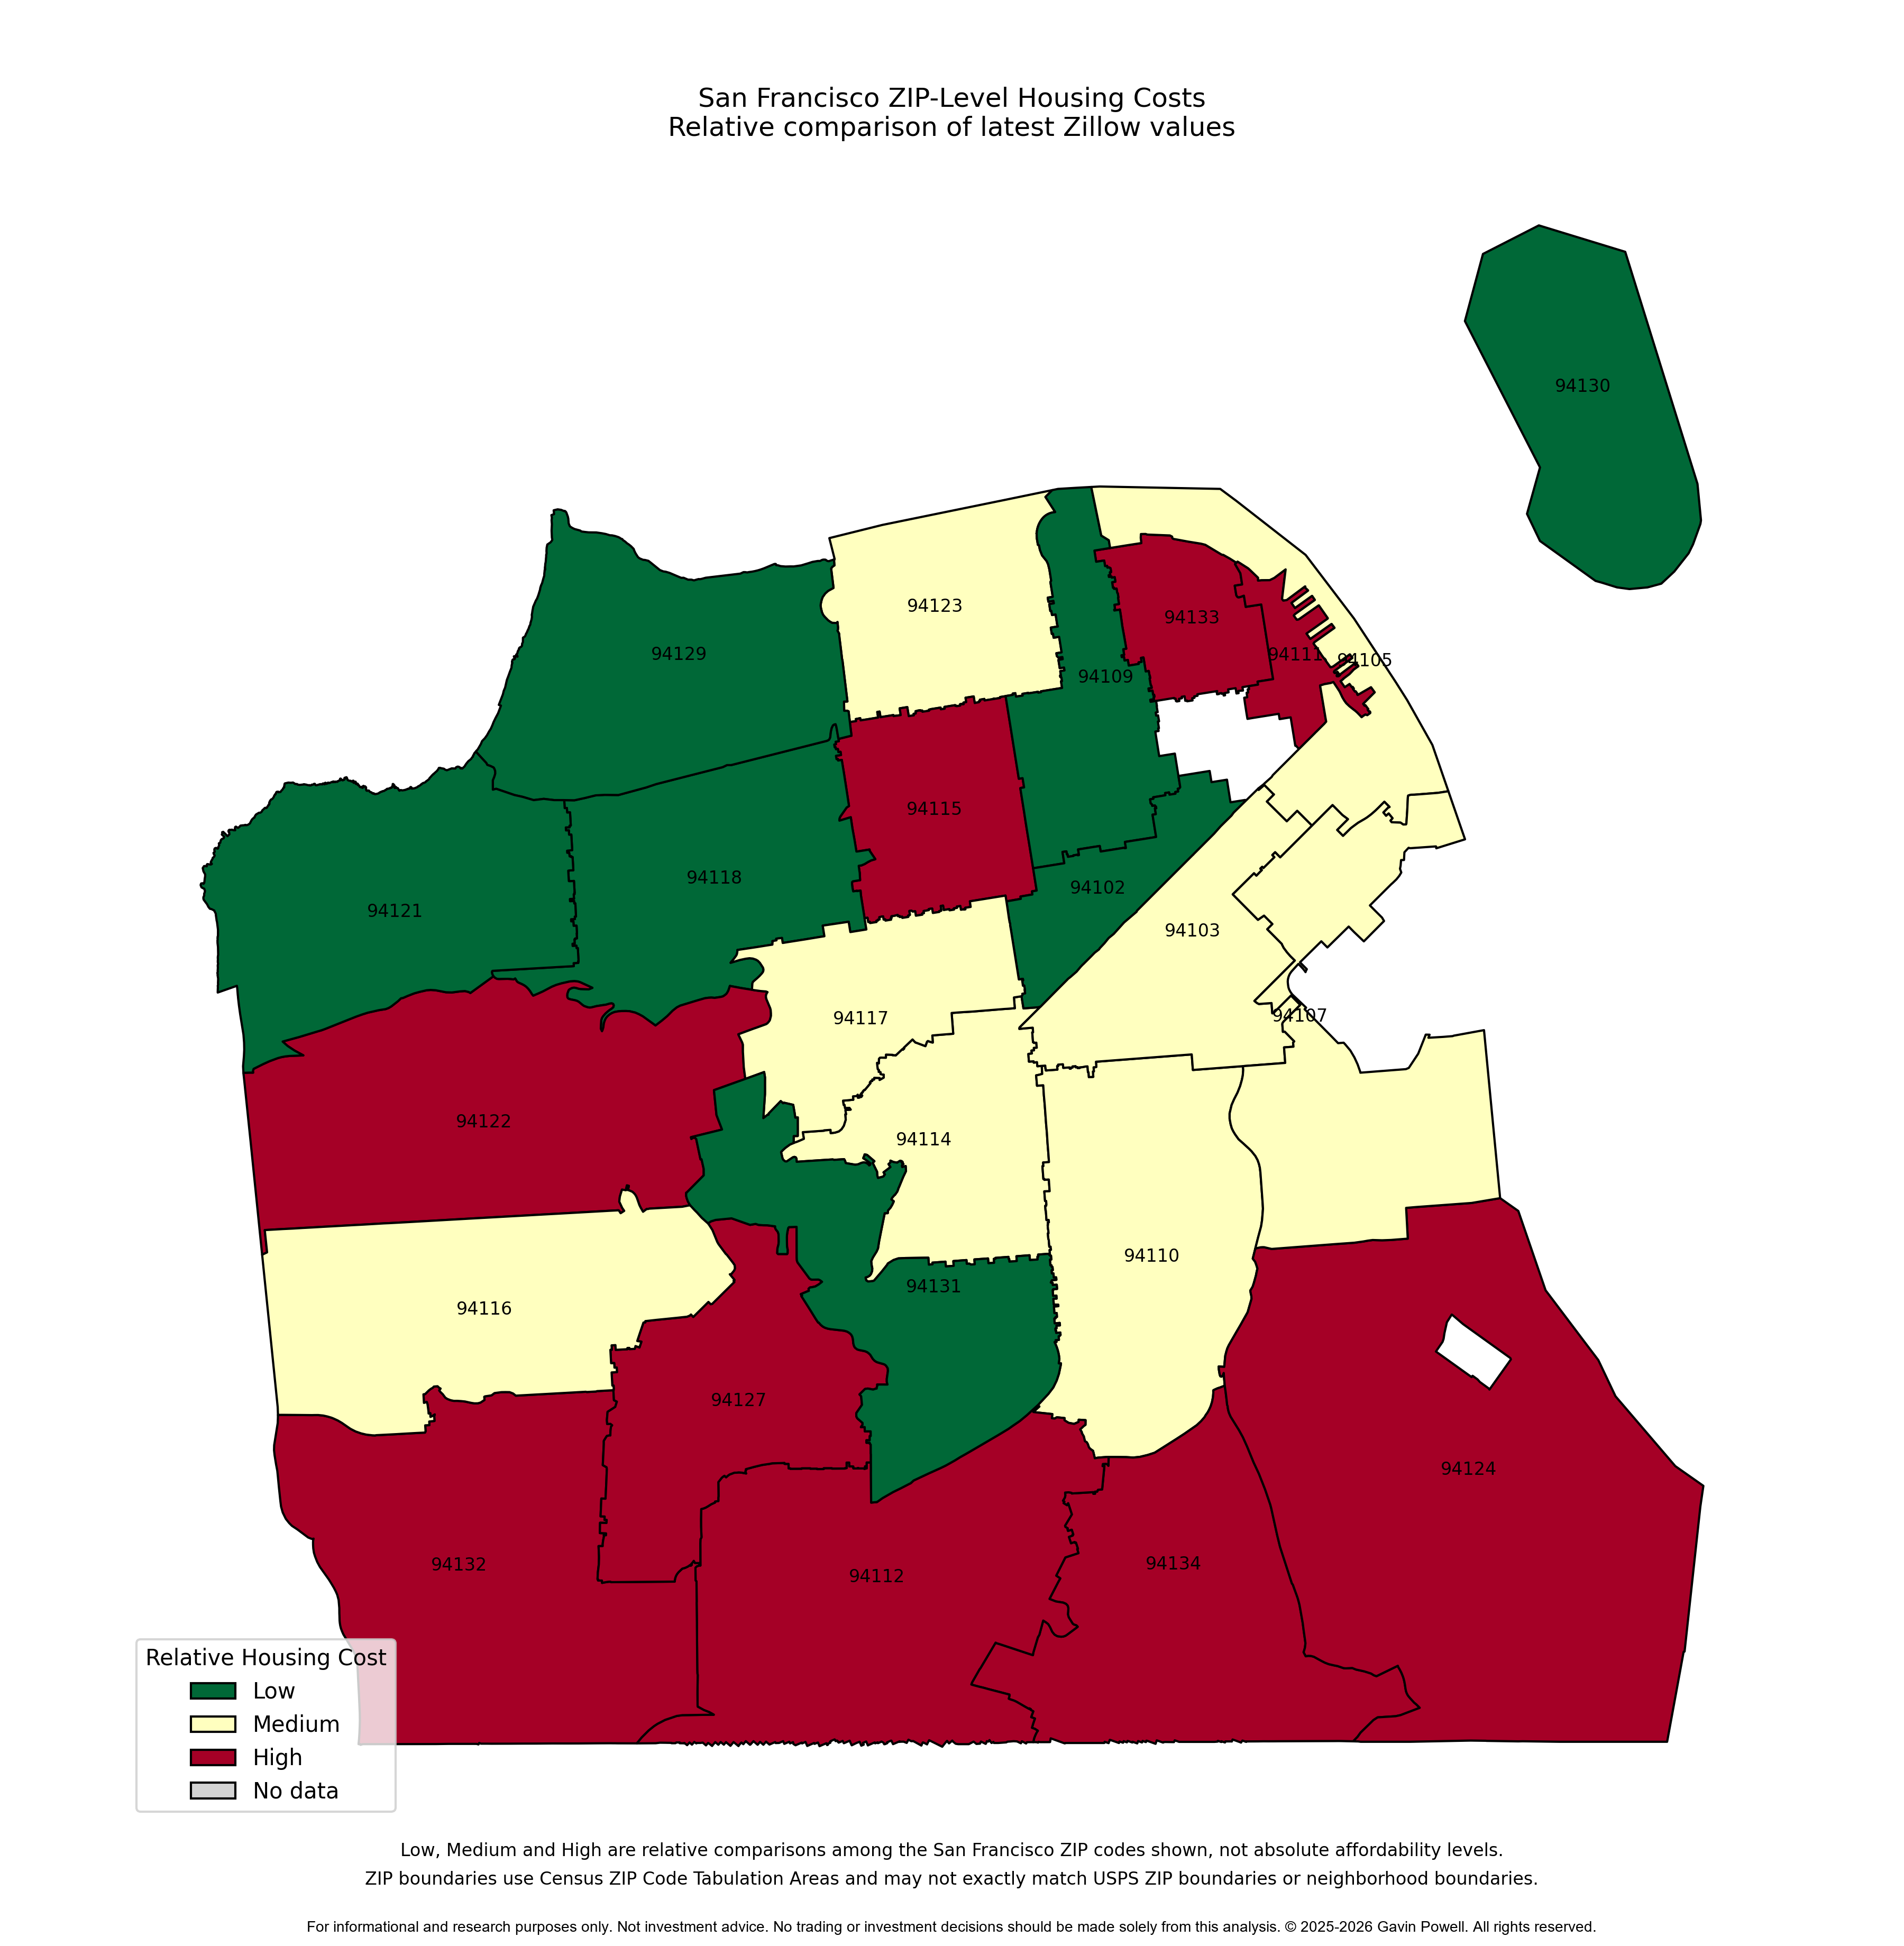 San Francisco ZIP-Level Housing Costs
Relative comparison of latest Zillow values
94130
94123
94133
94129
94111
94105
94109
94115
94118
94102
94121
94103
94107
94117
94122
94114
94110
94131
94116
94127
94124
94134
94132
94112
Relative Housing Cost
Low
Medium
High
No data
Low, Medium and High are relative comparisons among the San Francisco ZIP codes shown, not absolute affordability levels.
ZIP boundaries use Census ZIP Code Tabulation Areas and may not exactly match USPS ZIP boundaries or neighborhood boundaries.
For informational and research purposes only. Not investment advice. No trading or investment decisions should be made solely from this analysis. © 2025-2026 Gavin Powell. All rights reserved.